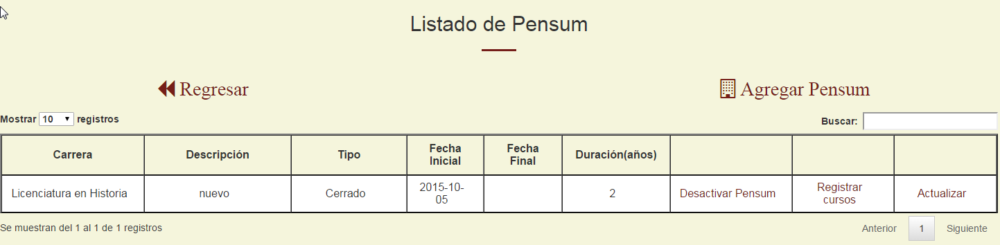 Listado de Pensum
Regresar
Agregar Pensum
Mostrar 10 registros
Buscar:
Carrera Descripción Tipo Fecha Inicial Fecha Final Duración(años)
Licenciatura en Historia nuevo Cerrado 2015-10-05 2 Desactivar Pensum Registrar cursos Actualizar
Se muestran del 1 al 1 de 1 registros
Anterior 1 Siguiente